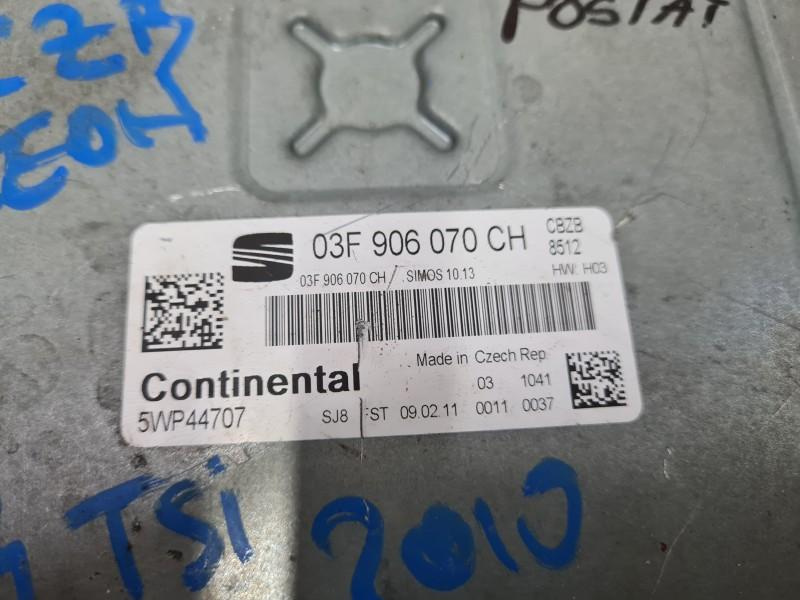 POSTAT
03F 906 070 CH
CBZB
8512
03F 906 070 CH SIMOS 10.13
HW: H03
Made in Czech Rep
Continental
03 1041
5WP44707
SJ8 ST 09.02.11 0011 0037
TSi 2010